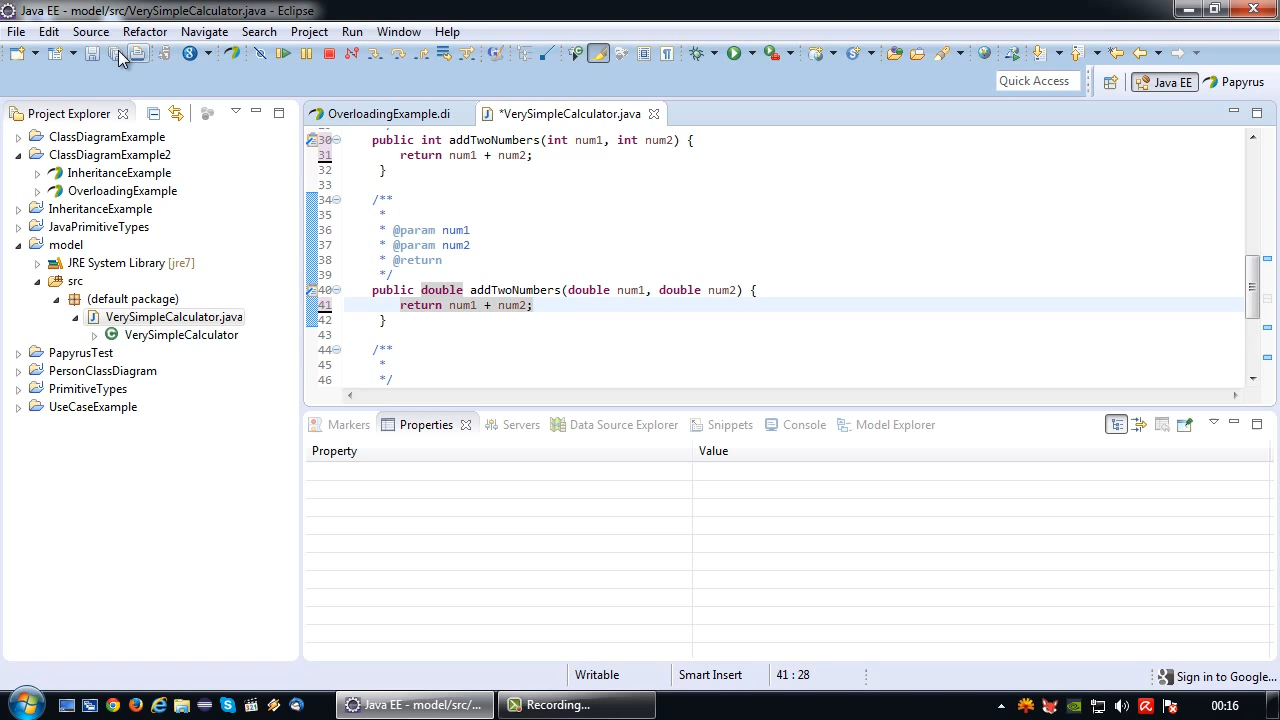 Java EE - model/src/VerySimpleCalculator.java - Eclipse
File Edit Source Refactor Navigate Search Project Run Window Help
Quick Access Java EE Papyrus
Project Explorer
ClassDiagramExample
ClassDiagramExample2
InheritanceExample
OverloadingExample
InheritanceExample
JavaPrimitiveTypes
model
JRE System Library [jre7]
src
(default package)
VerySimpleCalculator.java
VerySimpleCalculator
PapyrusTest
PersonClassDiagram
PrimitiveTypes
UseCaseExample
OverloadingExample.di *VerySimpleCalculator.java
30 public int addTwoNumbers(int num1, int num2) {
31 return num1 + num2;
32 }
33
34 /**
35 *
36 * @param num1
37 * @param num2
38 * @return
39 */
40 public double addTwoNumbers(double num1, double num2) {
41 return num1 + num2;
42 }
43
44 /**
45 *
46 */
Markers Properties Servers Data Source Explorer Snippets Console Model Explorer
Property Value
Writable Smart Insert 41 : 28 Sign in to Google...
Java EE - model/src/... Recording... 00:16